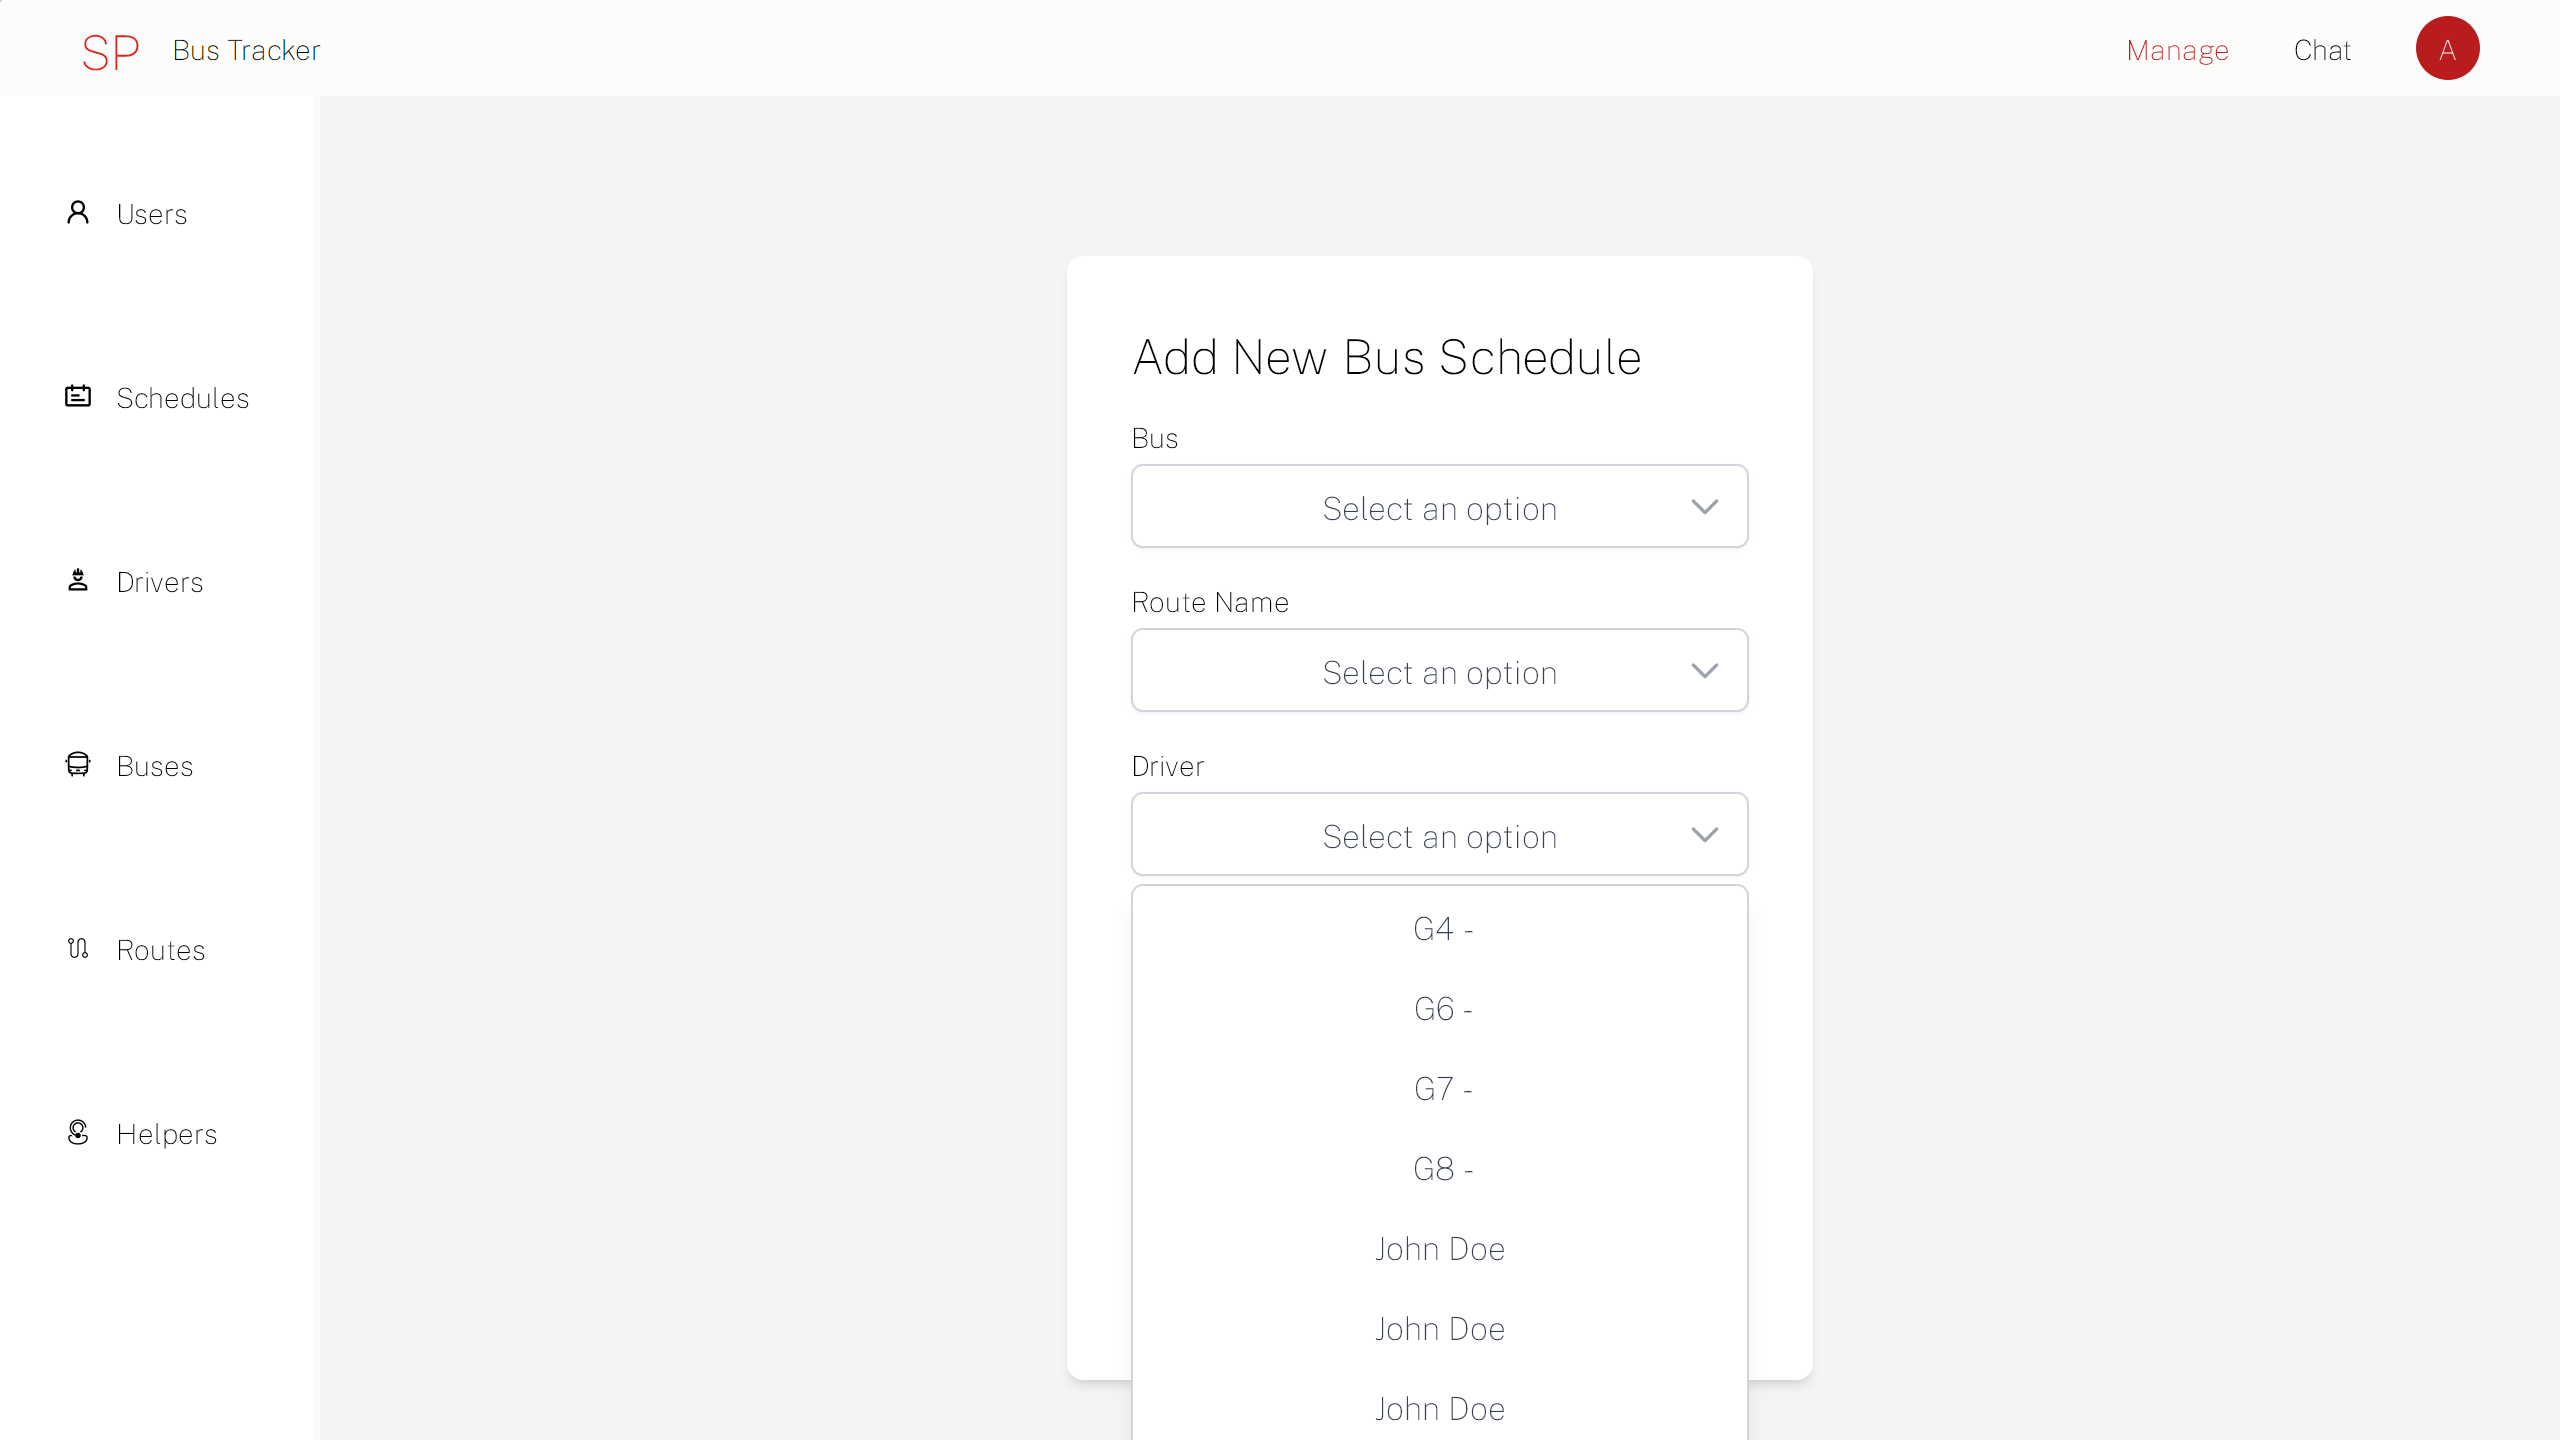 SP Bus Tracker
Manage Chat A
Users
Schedules
Drivers
Buses
Routes
Helpers
Add New Bus Schedule
Bus
Select an option
Route Name
Select an option
Driver
Select an option
G4 -
G6 -
G7 -
G8 -
John Doe
John Doe
John Doe